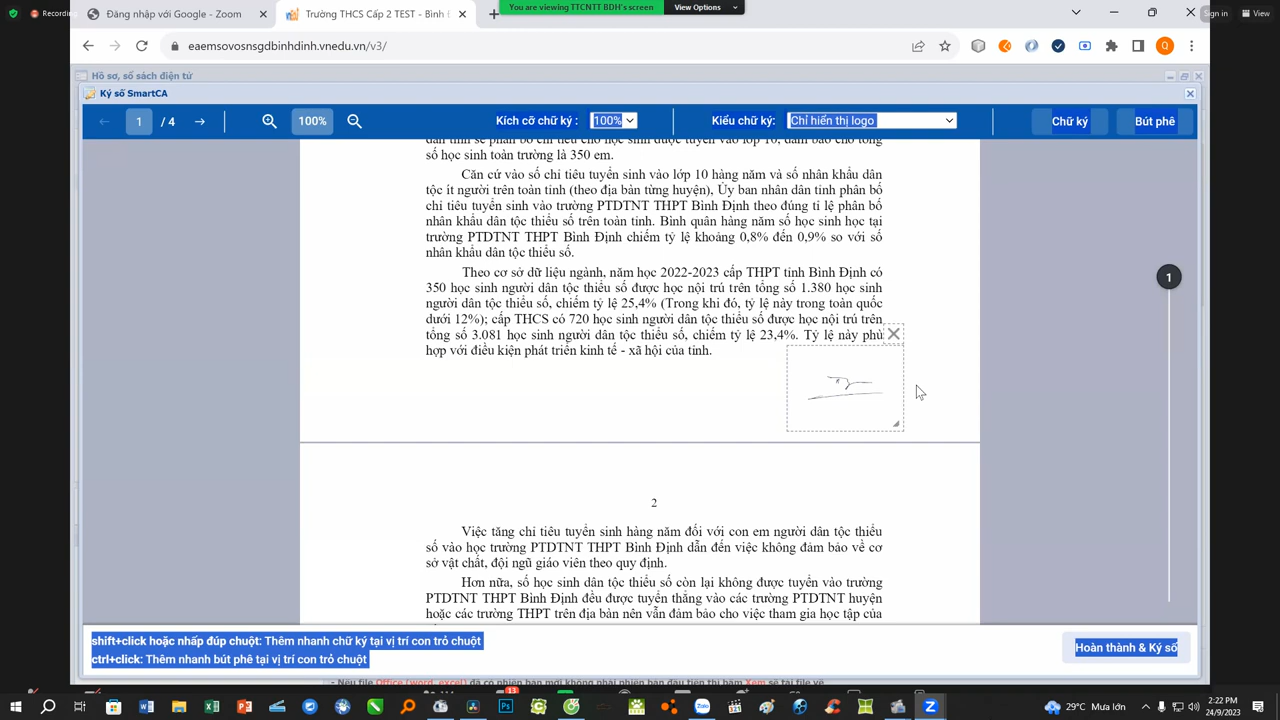 Recording
Đăng nhập với Google - Zoom
Trường THCS Cấp 2 TEST - Bình Đ
You are viewing TTCNTT BDH's screen
View Options
Sign in
View
eaemsovosnsgdbinhdinh.vnedu.vn/v3/
Hồ sơ, sổ sách điện tử
Ký số SmartCA
1 / 4
100%
Kích cỡ chữ ký :
100%
Kiểu chữ ký:
Chỉ hiển thị logo
Chữ ký
Bút phê
số học sinh toàn trường là 350 em.
Căn cứ vào số chỉ tiêu tuyển sinh vào lớp 10 hàng năm và số nhân khẩu dân
tộc ít người trên toàn tỉnh (theo địa bàn từng huyện), Ủy ban nhân dân tỉnh phân bổ
chỉ tiêu tuyển sinh vào trường PTDTNT THPT Bình Định theo đúng tỉ lệ phân bố
nhân khẩu dân tộc thiểu số trên toàn tỉnh. Bình quân hàng năm số học sinh học tại
trường PTDTNT THPT Bình Định chiếm tỷ lệ khoảng 0,8% đến 0,9% so với số
nhân khẩu dân tộc thiểu số.
Theo cơ sở dữ liệu ngành, năm học 2022-2023 cấp THPT tỉnh Bình Định có
350 học sinh người dân tộc thiểu số được học nội trú trên tổng số 1.380 học sinh
người dân tộc thiểu số, chiếm tỷ lệ 25,4% (Trong khi đó, tỷ lệ này trong toàn quốc
dưới 12%); cấp THCS có 720 học sinh người dân tộc thiểu số được học nội trú trên
tổng số 3.081 học sinh người dân tộc thiểu số, chiếm tỷ lệ 23,4%. Tỷ lệ này phù
hợp với điều kiện phát triển kinh tế - xã hội của tỉnh.
1
2
Việc tăng chỉ tiêu tuyển sinh hàng năm đối với con em người dân tộc thiểu
số vào học trường PTDTNT THPT Bình Định dẫn đến việc không đảm bảo về cơ
sở vật chất, đội ngũ giáo viên theo quy định.
Hơn nữa, số học sinh dân tộc thiểu số còn lại không được tuyển vào trường
PTDTNT THPT Bình Định đều được tuyển thẳng vào các trường PTDTNT huyện
hoặc các trường THPT trên địa bàn nên vẫn đảm bảo cho việc tham gia học tập của
shift+click hoặc nhấp đúp chuột: Thêm nhanh chữ ký tại vị trí con trỏ chuột
ctrl+click: Thêm nhanh bút phê tại vị trí con trỏ chuột
Hoàn thành & Ký số
29°C Mưa lớn
2:22 PM
24/9/2023